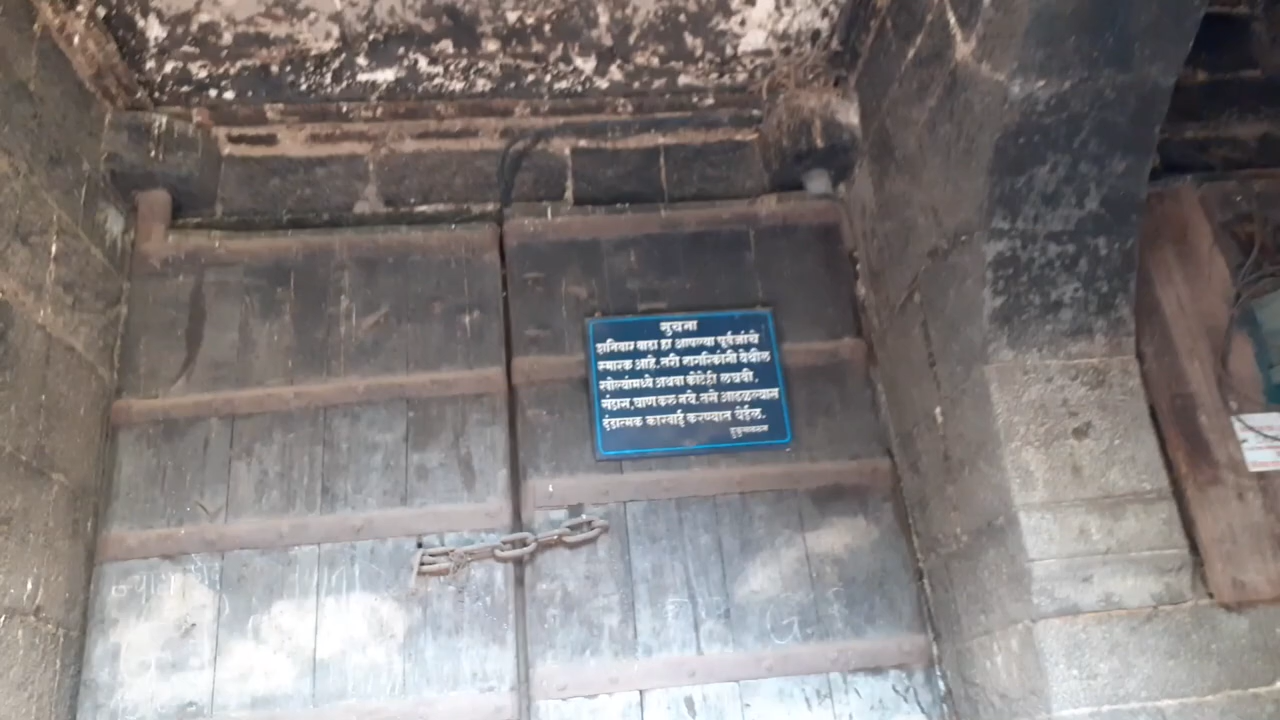 सुचना
शनिवार वाडा हा आपल्या पूर्वजांचे
स्मारक आहे. तरी नागरिकांनी येथील
खोल्यांमध्ये अथवा कोठेही लघवी,
संडास, घाण करु नये. तसे आढळल्यास
दंडात्मक कारवाई करण्यात येईल.
हुकुमावरुन